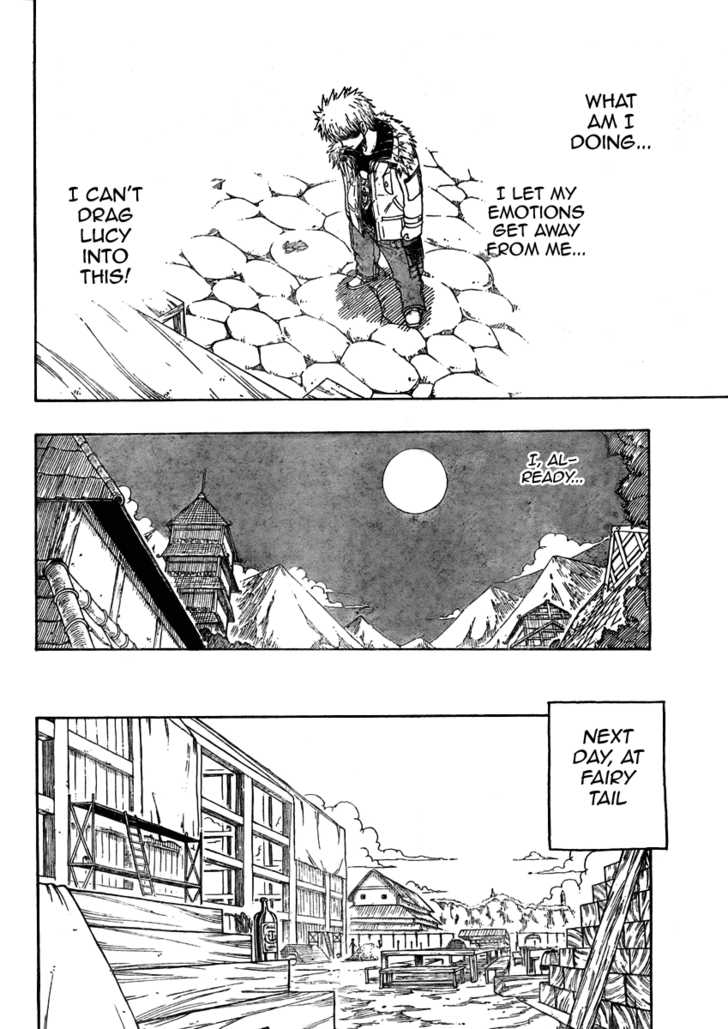 WHAT
AM I
DOING...
I LET MY
EMOTIONS
GET AWAY
FROM ME...
I CAN'T
DRAG
LUCY
INTO
THIS!
I, AL-
READY...
NEXT
DAY, AT
FAIRY
TAIL